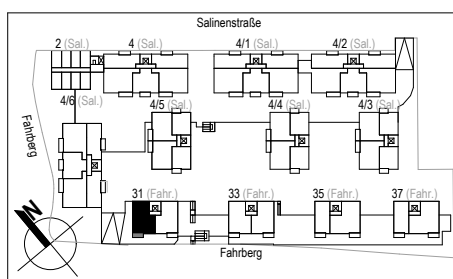 Salinenstraße
2 (Sal.) 4 (Sal.) 4/1 (Sal.) 4/2 (Sal.)
4/6 (Sal.) 4/5 (Sal.) 4/4 (Sal.) 4/3 (Sal.)
Fahrberg
31 (Fahr.) 33 (Fahr.) 35 (Fahr.) 37 (Fahr.)
N
Fahrberg